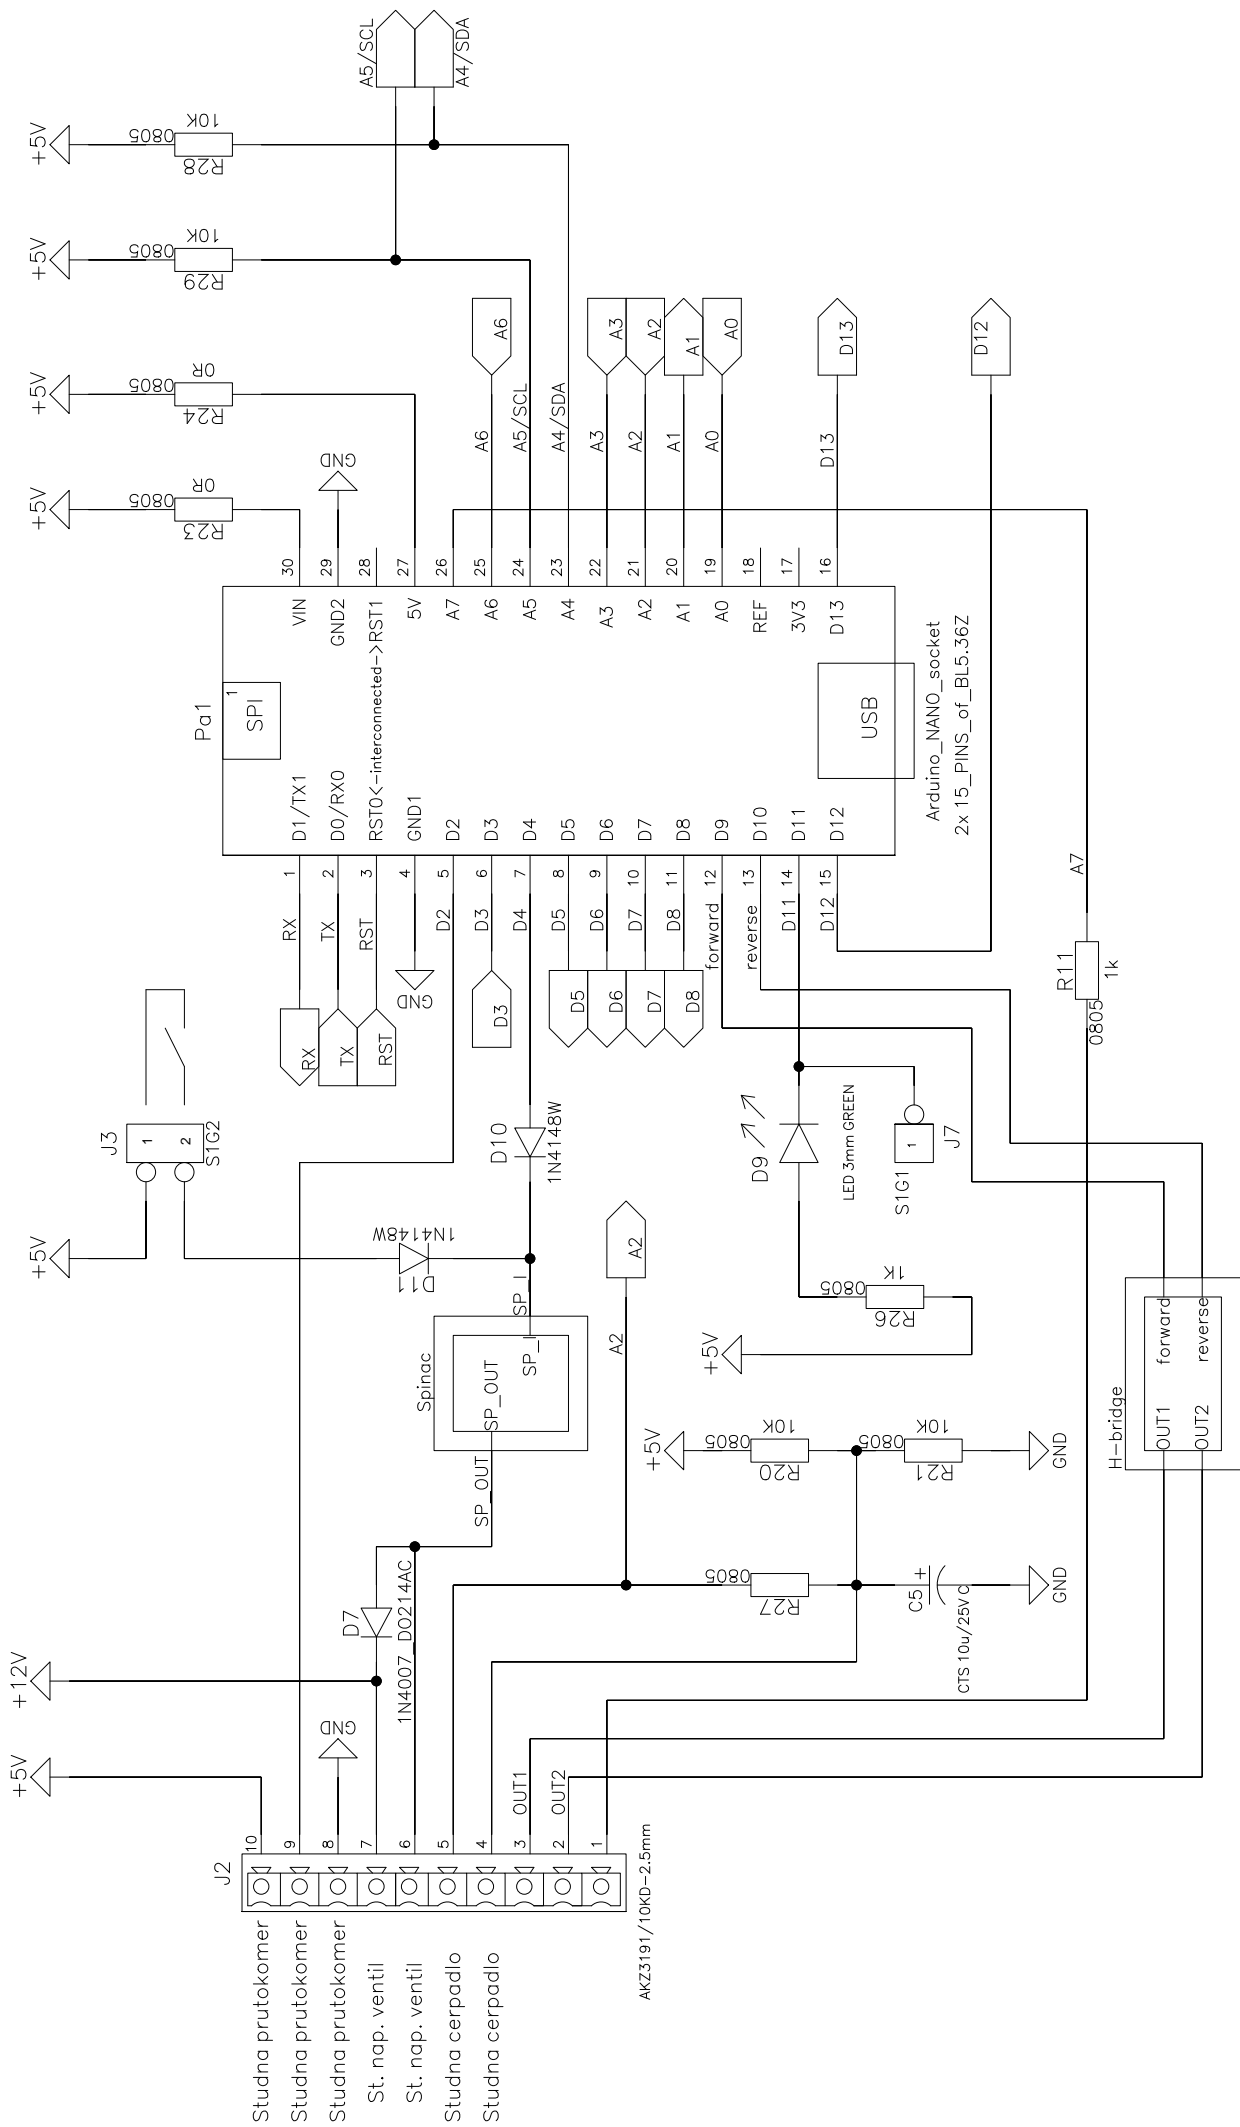 A5/SCL
A4/SDA
+5V
0805
10K
R28
+5V
0805
10K
R29
+5V
0805
0R
R24
+5V
0805
0R
R23
GND
A6
A3
A2
A1
A0
D13
D12
A6
A5/SCL
A4/SDA
A3
A2
A1
A0
D13
30
29
28
27
26
25
24
23
22
21
20
19
18
17
16
VIN
GND2
RST0<-interconnected->RST1
5V
A7
A6
A5
A4
A3
A2
A1
A0
REF
3V3
D13
Pa1
1
SPI
USB
Arduino_NANO_socket
2x 15_PINS_of_BL5.36Z
D1/TX1
D0/RX0
GND1
D2
D3
D4
D5
D6
D7
D8
D9
D10
D11
D12
1
2
3
4
5
6
7
8
9
10
11
12
13
14
15
RX
TX
RST
D2
D3
D4
D5
D6
D7
D8
forward
reverse
D11
D12
A7
RX
TX
RST
GND
D3
D5
D6
D7
D8
R11
1k
0805
J3
1
2
S1G2
+5V
D10
1N4148W
1N4148W
D11
SP_I
Spinac
SP_OUT
SP_I
SP_OUT
A2
A2
D9
LED 3mm GREEN
S1G1
1
J7
0805
1K
R26
+5V
+5V
0805
10K
R20
0805
10K
R21
GND
H-bridge
OUT1
OUT2
forward
reverse
0805
R27
C5
+
CTS 10u/25V C
GND
D7
1N4007_DO214AC
+12V
+5V
GND
OUT1
OUT2
J2
10
9
8
7
6
5
4
3
2
1
AKZ3191/10KD-2.5mm
Studna prutokomer
Studna prutokomer
Studna prutokomer
St. nap. ventil
St. nap. ventil
Studna cerpadlo
Studna cerpadlo